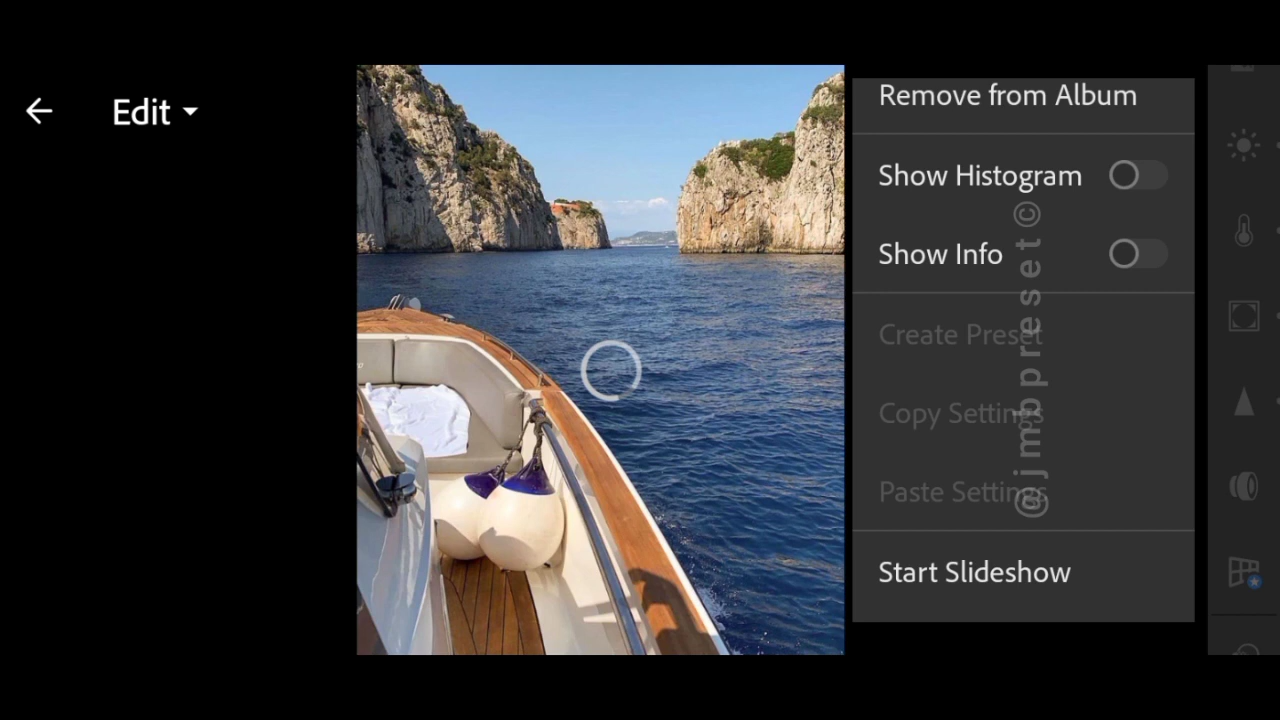 Edit
Remove from Album
Show Histogram
Show Info
Create Preset
Copy Settings
Paste Settings
Start Slideshow
@jmbpreset©